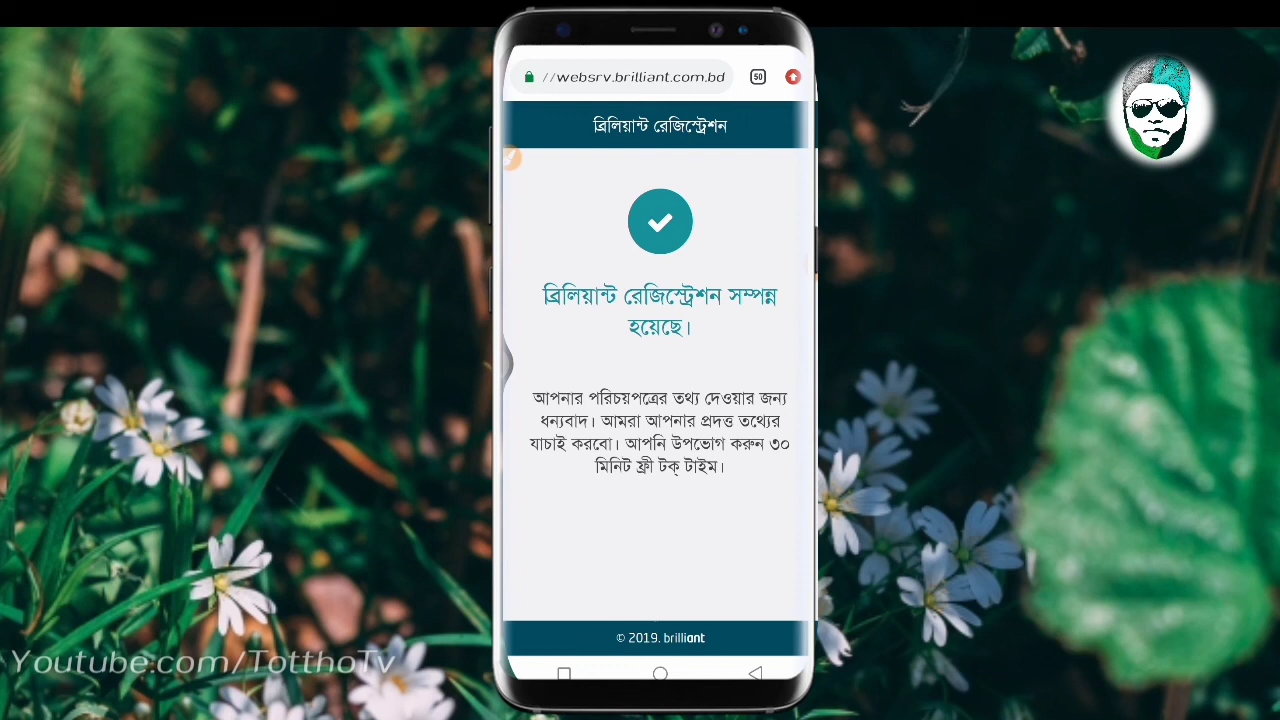 //websrv.brilliant.com.bd
50
ব্রিলিয়ান্ট রেজিস্ট্রেশন
ব্রিলিয়ান্ট রেজিস্ট্রেশন সম্পন্ন
হয়েছে।
আপনার পরিচয়পত্রের তথ্য দেওয়ার জন্য
ধন্যবাদ। আমরা আপনার প্রদত্ত তথ্যের
যাচাই করবো। আপনি উপভোগ করুন ৩০
মিনিট ফ্রী টক্ টাইম।
© 2019. brilliant
Youtube.com/TotthoTv